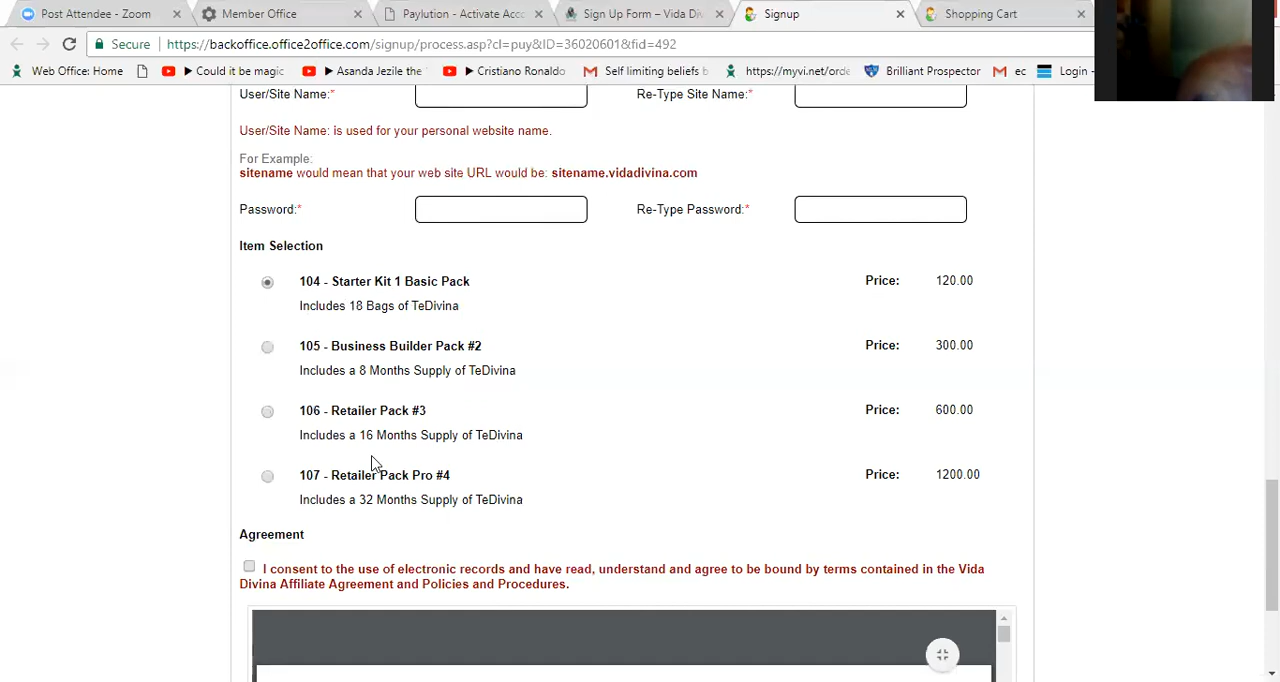 Post Attendee - Zoom
Member Office
Paylution - Activate Acc
Sign Up Form – Vida Di
Signup
Shopping Cart
Secure
https://backoffice.office2office.com/signup/process.asp?cl=puy&ID=36020601&fid=492
Web Office: Home
Could it be magic
Asanda Jezile the
Cristiano Ronaldo
Self limiting beliefs b
https://myvi.net/orde
Brilliant Prospector
ec
Login -
User/Site Name:*
Re-Type Site Name:*
User/Site Name: is used for your personal website name.
For Example:
sitename would mean that your web site URL would be: sitename.vidadivina.com
Password:*
Re-Type Password:*
Item Selection
104 - Starter Kit 1 Basic Pack
Price: 120.00
Includes 18 Bags of TeDivina
105 - Business Builder Pack #2
Price: 300.00
Includes a 8 Months Supply of TeDivina
106 - Retailer Pack #3
Price: 600.00
Includes a 16 Months Supply of TeDivina
107 - Retailer Pack Pro #4
Price: 1200.00
Includes a 32 Months Supply of TeDivina
Agreement
I consent to the use of electronic records and have read, understand and agree to be bound by terms contained in the Vida
Divina Affiliate Agreement and Policies and Procedures.